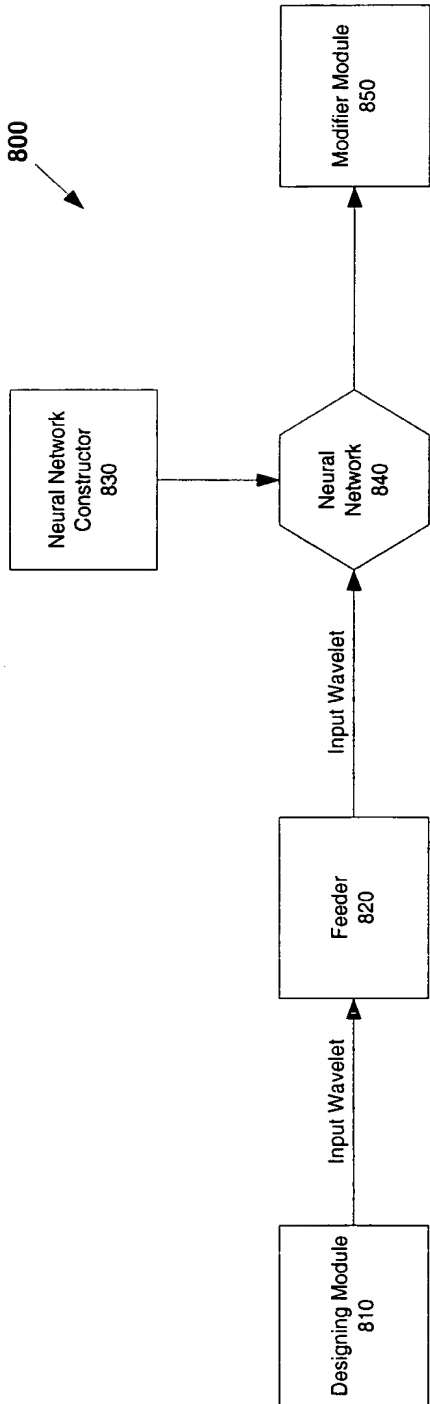 800
Neural Network
Constructor
830
Designing Module
810
Input Wavelet
Feeder
820
Input Wavelet
Neural
Network
840
Modifier Module
850